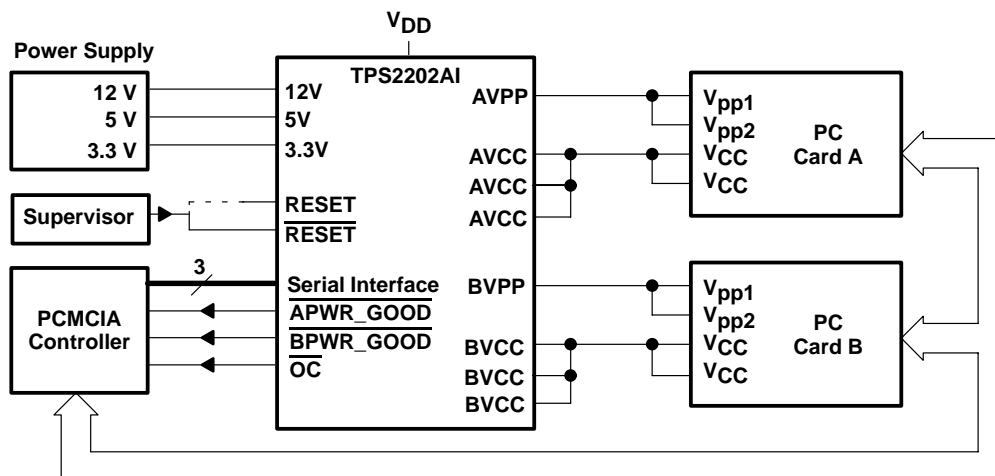 VDD
Power Supply
12 V
5 V
3.3 V
TPS2202AI
12V
5V
3.3V
Supervisor
RESET
RESET
PCMCIA
Controller
3
Serial Interface
APWR_GOOD
BPWR_GOOD
OC
AVPP
AVCC
AVCC
AVCC
BVPP
BVCC
BVCC
BVCC
Vpp1
Vpp2
VCC
VCC
PC
Card A
Vpp1
Vpp2
VCC
VCC
PC
Card B